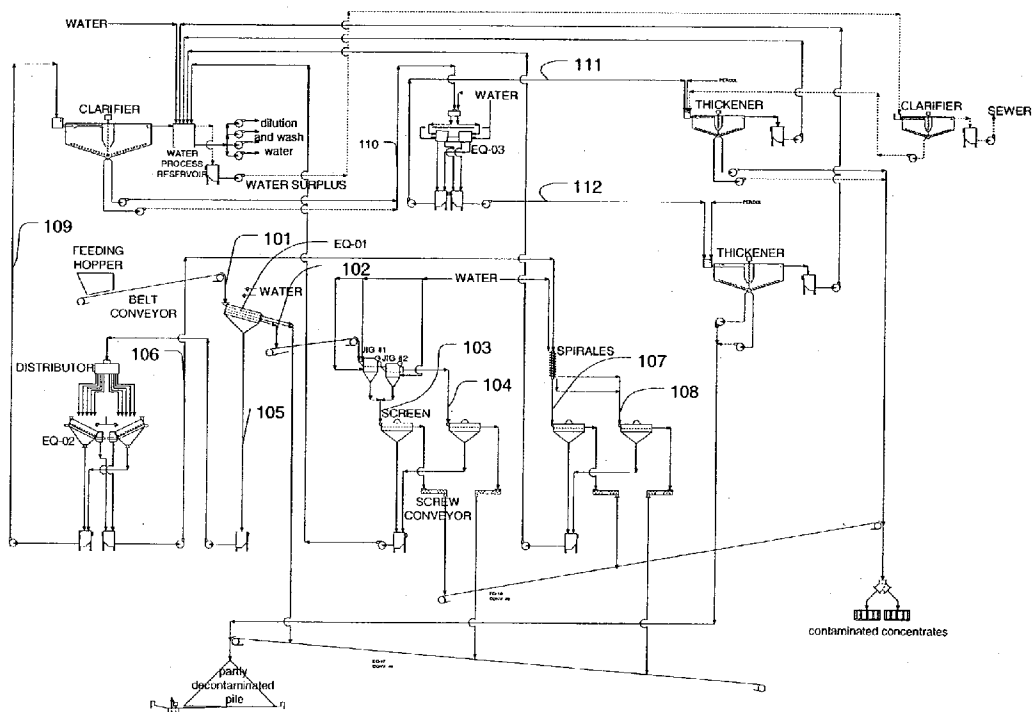 WATER
111
PERCOL
THICKENER
CLARIFIER
SEWER
CLARIFIER
dilution
and wash
water
WATER
PROCESS
RESERVOIR
WATER SURPLUS
110
WATER
EQ-03
112
PERCOL
THICKENER
109
FEEDING
HOPPER
BELT
CONVEYOR
101
EQ-01
102
WATER
WATER
106
DISTRIBUTOR
EQ-02
105
JIG #1
JIG #2
103
104
SCREEN
SPIRALES
107
108
SCREW
CONVEYOR
contaminated concentrates
partly
decontaminated
pile